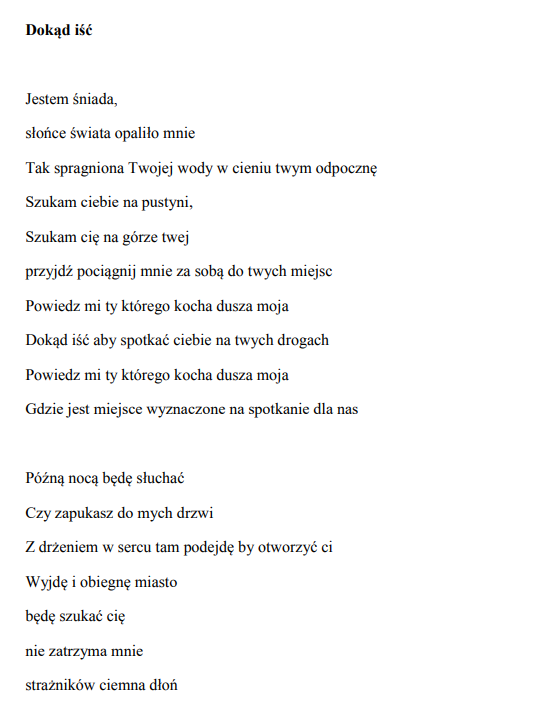 Dokąd iść
Jestem śniada,
słońce świata opaliło mnie
Tak spragniona Twojej wody w cieniu twym odpocznę
Szukam ciebie na pustyni,
Szukam cię na górze twej
przyjdź pociągnij mnie za sobą do twych miejsc
Powiedz mi ty którego kocha dusza moja
Dokąd iść aby spotkać ciebie na twych drogach
Powiedz mi ty którego kocha dusza moja
Gdzie jest miejsce wyznaczone na spotkanie dla nas
Późną nocą będę słuchać
Czy zapukasz do mych drzwi
Z drżeniem w sercu tam podejdę by otworzyć ci
Wyjdę i obiegnę miasto
będę szukać cię
nie zatrzyma mnie
strażników ciemna dłoń